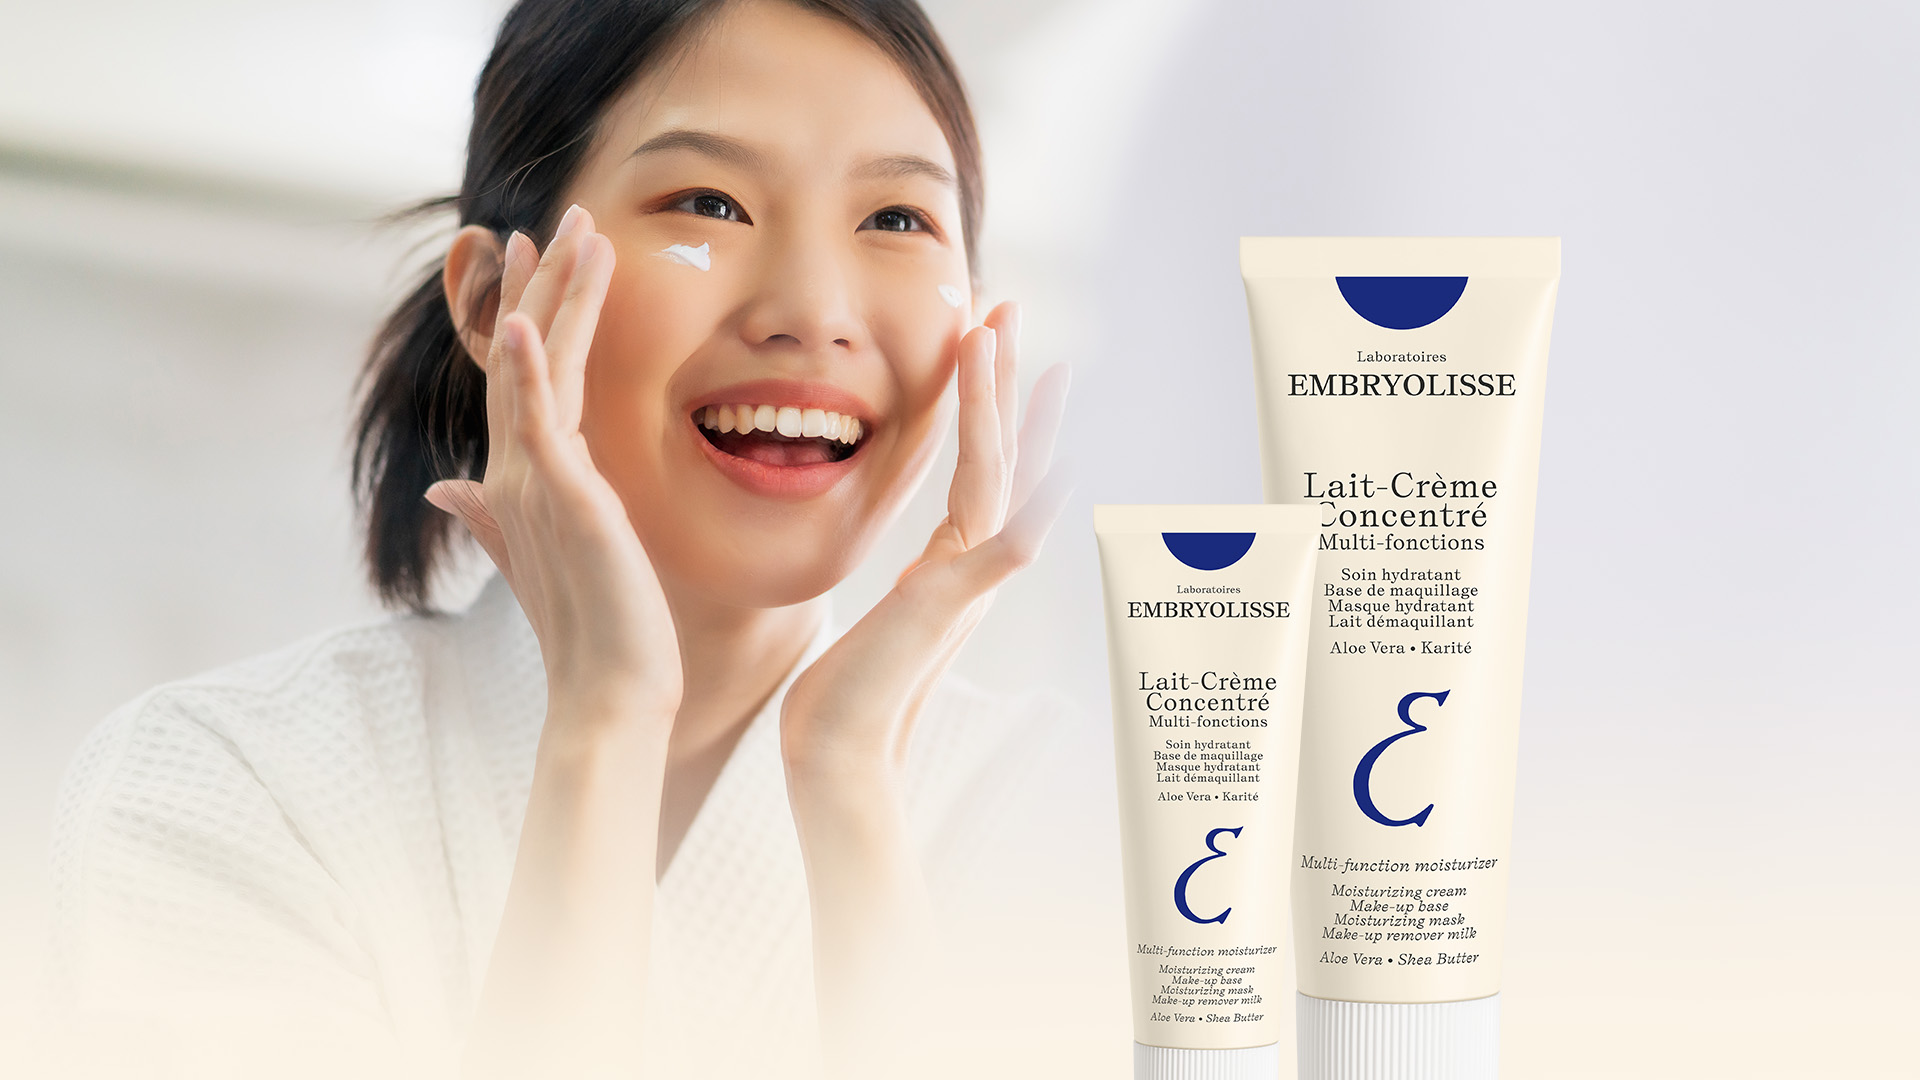 Laboratoires
EMBRYOLISSE
Lait-Crème
Concentré
Multi-fonctions
Soin hydratant
Base de maquillage
Masque hydratant
Lait démaquillant
Aloe Vera • Karité
Multi-function moisturizer
Moisturizing cream
Make-up base
Moisturizing mask
Make-up remover milk
Aloe Vera • Shea Butter
Laboratoires
EMBRYOLISSE
Lait-Crème
Concentré
Multi-fonctions
Soin hydratant
Base de maquillage
Masque hydratant
Lait démaquillant
Aloe Vera • Karité
Ɛ
Multi-function moisturizer
Moisturizing cream
Make-up base
Moisturizing mask
Make-up remover milk
Aloe Vera • Shea Butter